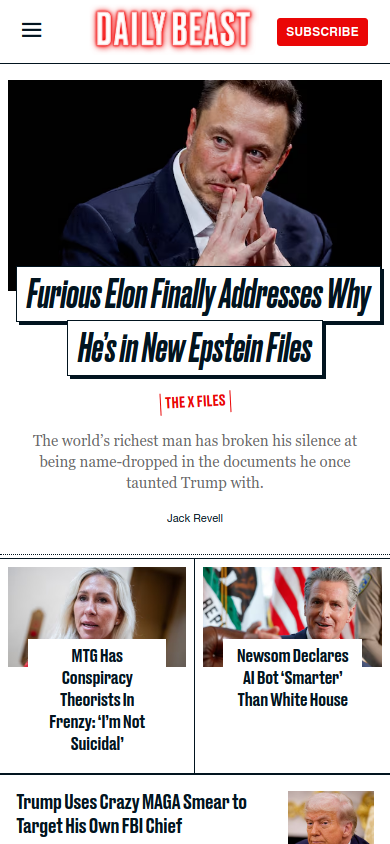 DAILY BEAST
SUBSCRIBE
Furious Elon Finally Addresses Why
He's in New Epstein Files
THE X FILES
The world's richest man has broken his silence at
being name-dropped in the documents he once
taunted Trump with.
Jack Revell
MTG Has
Conspiracy
Theorists In
Frenzy: 'I'm Not
Suicidal'
Newsom Declares
AI Bot 'Smarter'
Than White House
Trump Uses Crazy MAGA Smear to
Target His Own FBI Chief